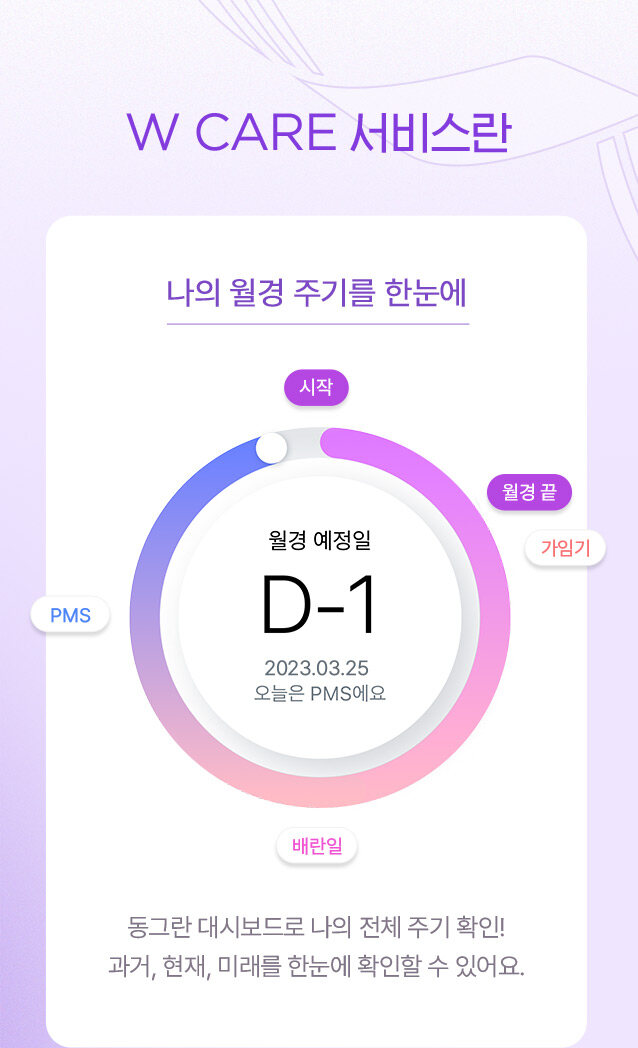 W CARE 서비스란
나의 월경 주기를 한눈에
시작
월경 끝
가임기
월경 예정일
D-1
PMS
2023.03.25
오늘은 PMS에요
배란일
동그란 대시보드로 나의 전체 주기 확인!
과거, 현재, 미래를 한눈에 확인할 수 있어요.